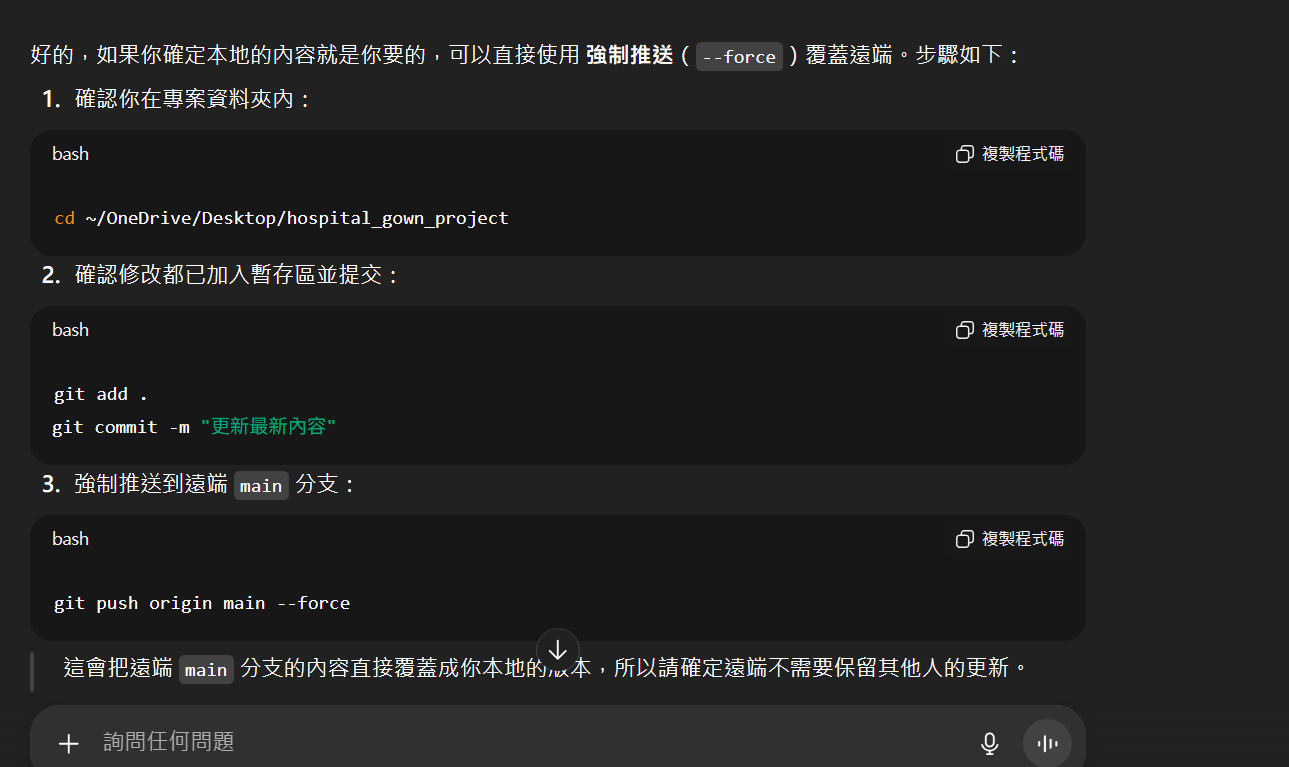 好的，如果你確定本地的內容就是你要的，可以直接使用 強制推送 ( --force ) 覆蓋遠端。步驟如下：
1. 確認你在專案資料夾內：
bash
複製程式碼
cd ~/OneDrive/Desktop/hospital_gown_project
2. 確認修改都已加入暫存區並提交：
bash
複製程式碼
git add .
git commit -m "更新最新內容"
3. 強制推送到遠端 main 分支：
bash
複製程式碼
git push origin main --force
這會把遠端 main 分支的內容直接覆蓋成你本地的版本，所以請確定遠端不需要保留其他人的更新。
詢問任何問題